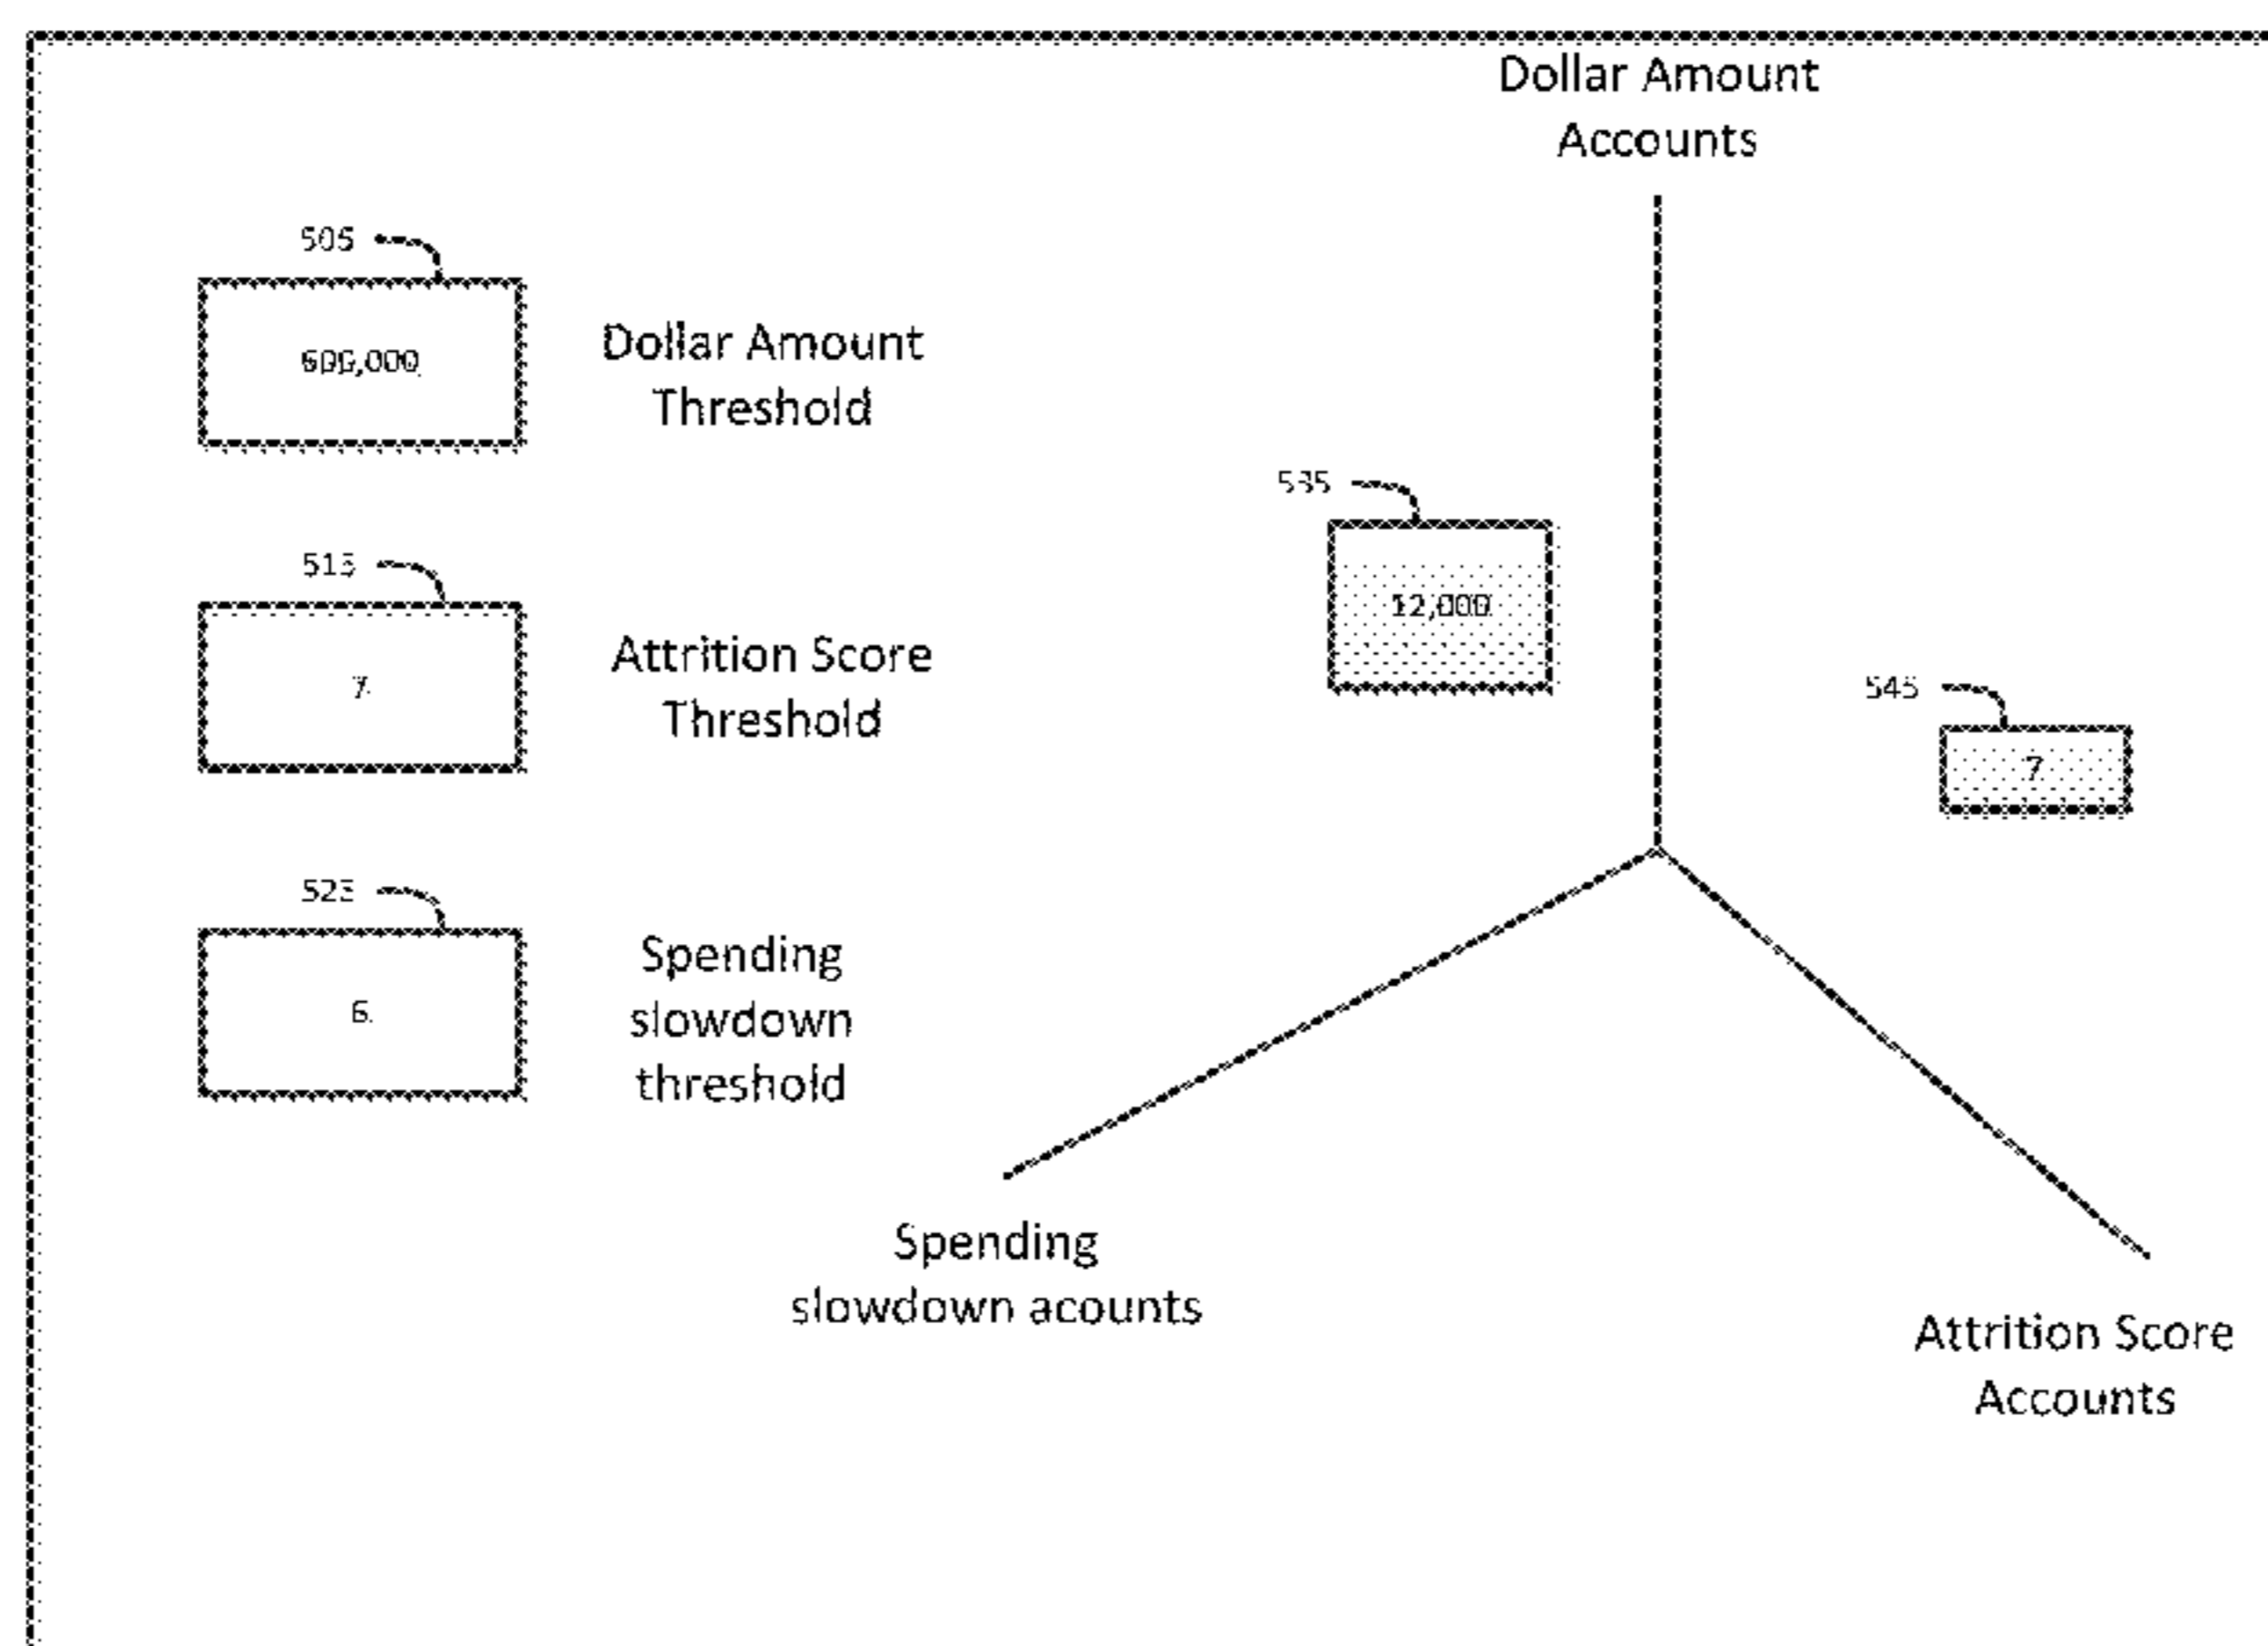 Dollar Amount
Accounts
505
600,000
Dollar Amount
Threshold
535
12,000
515
7
Attrition Score
Threshold
545
7
525
6
Spending
slowdown
threshold
Spending
slowdown acounts
Attrition Score
Accounts